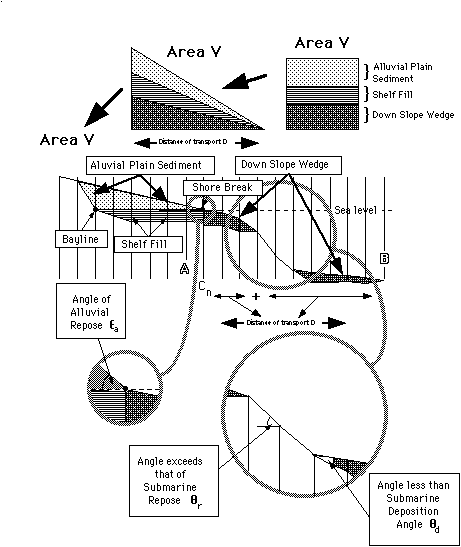 Area V
Area V
Alluvial Plain
Sediment
Shelf Fill
Down Slope Wedge
Area V
Distance of transport D
Aluvial Plain Sediment
Down Slope Wedge
Shore Break
Sea level
Bayline
Shelf Fill
A
B
Cn
+
Distance of transport D
Angle of
Alluvial
Repose ɛa
Angle exceeds
that of
Submarine
Repose θr
Angle less than
Submarine
Deposition
Angle θd